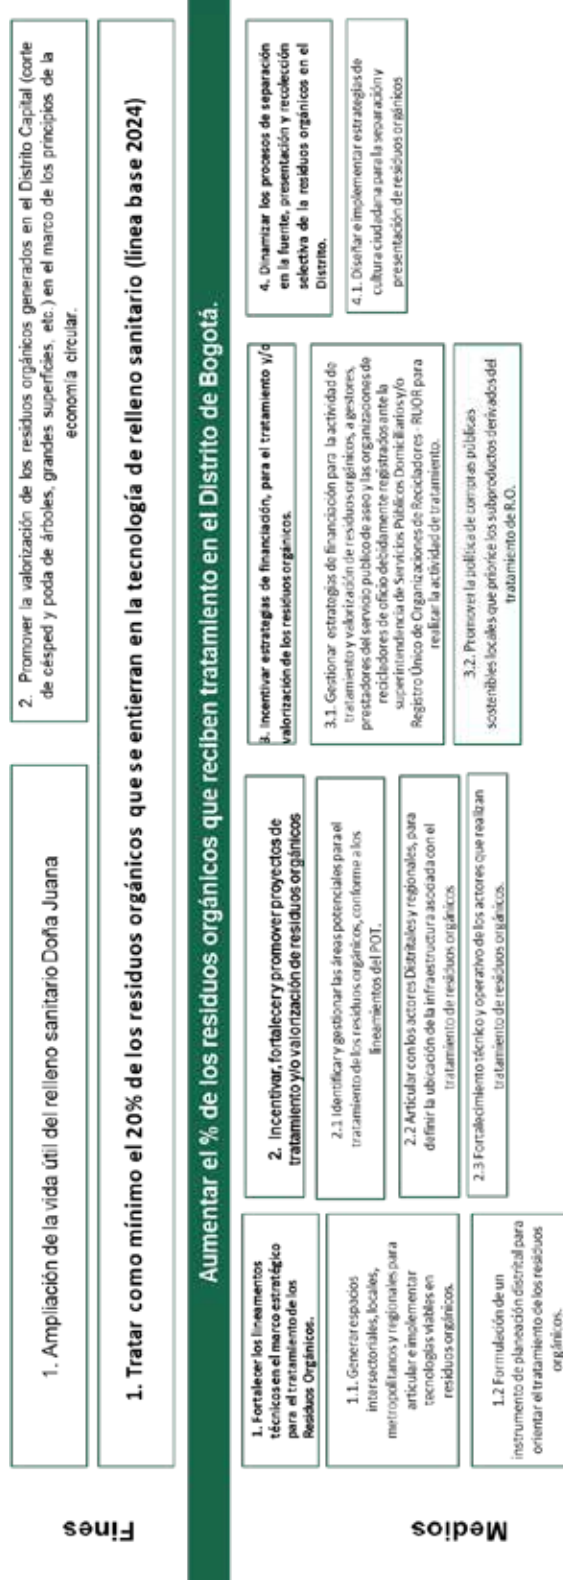 Fines
1. Ampliación de la vida útil del relleno sanitario Doña Juana
2. Promover la valorización de los residuos orgánicos generados en el Distrito Capital (corte
de césped y poda de árboles, grandes superficies, etc.) en el marco de los principios de la
economía circular.
1. Tratar como mínimo el 20% de los residuos orgánicos que se entierran en la tecnología de relleno sanitario (línea base 2024)
Aumentar el % de los residuos orgánicos que reciben tratamiento en el Distrito de Bogotá.
Medios
1. Fortalecer los lineamentos
técnicos en el marco estratégico
para el tratamiento de los
Residuos Orgánicos.
1.1. Generar espacios
intersectoriales, locales,
metropolitanos y regionales para
articular e implementar
tecnologías viables en
residuos orgánicos.
1.2 Formulación de un
instrumento de planeación distrital para
orientar el tratamiento de los residuos
orgánicos.
2. Incentivar, fortalecer y promover proyectos de
tratamiento y/o valorización de residuos orgánicos
2.1 Identificar y gestionar las áreas potenciales para el
tratamiento de los residuos orgánicos, conforme a los
lineamientos del POT.
2.2 Articular con los actores Distritales y regionales, para
definir la ubicación de la infraestructura asociada con el
tratamiento de residuos orgánicos
2.3 Fortalecimiento técnico y operativo de los actores que realizan
tratamiento de residuos orgánicos.
3. Incentivar estrategias de financiación, para el tratamiento y/o
valorización de los residuos orgánicos.
3.1. Gestionar estrategias de financiación para la actividad de
tratamiento y valorización de residuos orgánicos, a gestores,
prestadores del servicio publico de aseo y las organizaciones de
recicladores de oficio debidamente registrados ante la
superintendencia de Servicios Públicos Domiciliarios y/o
Registro Único de Organizaciones de Recicladores - RUOR para
realizar la actividad de tratamiento.
3.2. Promover la política de compras públicas
sostenibles locales que priorice los subproductos derivados del
tratamiento de R.O.
4. Dinamizar los procesos de separación
en la fuente, presentación y recolección
selectiva de la residuos orgánicos en el
Distrito.
4.1. Diseñar e implementar estrategias de
cultura ciudadana para la separación y
presentación de residuos orgánicos